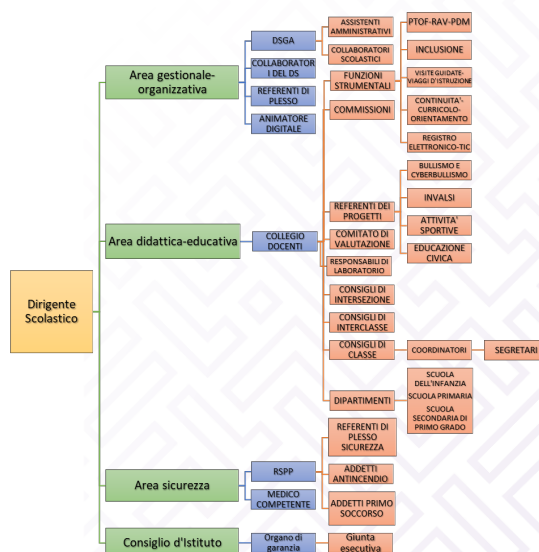 Dirigente
Scolastico
Area gestionale-
organizzativa
DSGA
ASSISTENTI
AMMINISTRATIVI
COLLABORATORI
SCOLASTICI
COLLABORATOR
I DEL DS
REFERENTI DI
PLESSO
ANIMATORE
DIGITALE
Area didattica-educativa
COLLEGIO
DOCENTI
FUNZIONI
STRUMENTALI
PTOF-RAV-PDM
INCLUSIONE
VISITE GUIDATE-
VIAGGI D'ISTRUZIONE
CONTINUITA'-
CURRICOLO-
ORIENTAMENTO
REGISTRO
ELETTRONICO-TIC
COMMISSIONI
REFERENTI DEI
PROGETTI
BULLISMO E
CYBERBULLISMO
INVALSI
ATTIVITA'
SPORTIVE
EDUCAZIONE
CIVICA
COMITATO DI
VALUTAZIONE
RESPONSABILI DI
LABORATORIO
CONSIGLI DI
INTERSEZIONE
CONSIGLI DI
INTERCLASSE
CONSIGLI DI
CLASSE
COORDINATORI
SEGRETARI
DIPARTIMENTI
SCUOLA
DELL'INFANZIA
SCUOLA PRIMARIA
SCUOLA
SECONDARIA DI
PRIMO GRADO
Area sicurezza
RSPP
REFERENTI DI
PLESSO
SICUREZZA
ADDETTI
ANTINCENDIO
ADDETTI PRIMO
SOCCORSO
MEDICO
COMPETENTE
Consiglio d'Istituto
Organo di
garanzia
Giunta
esecutiva